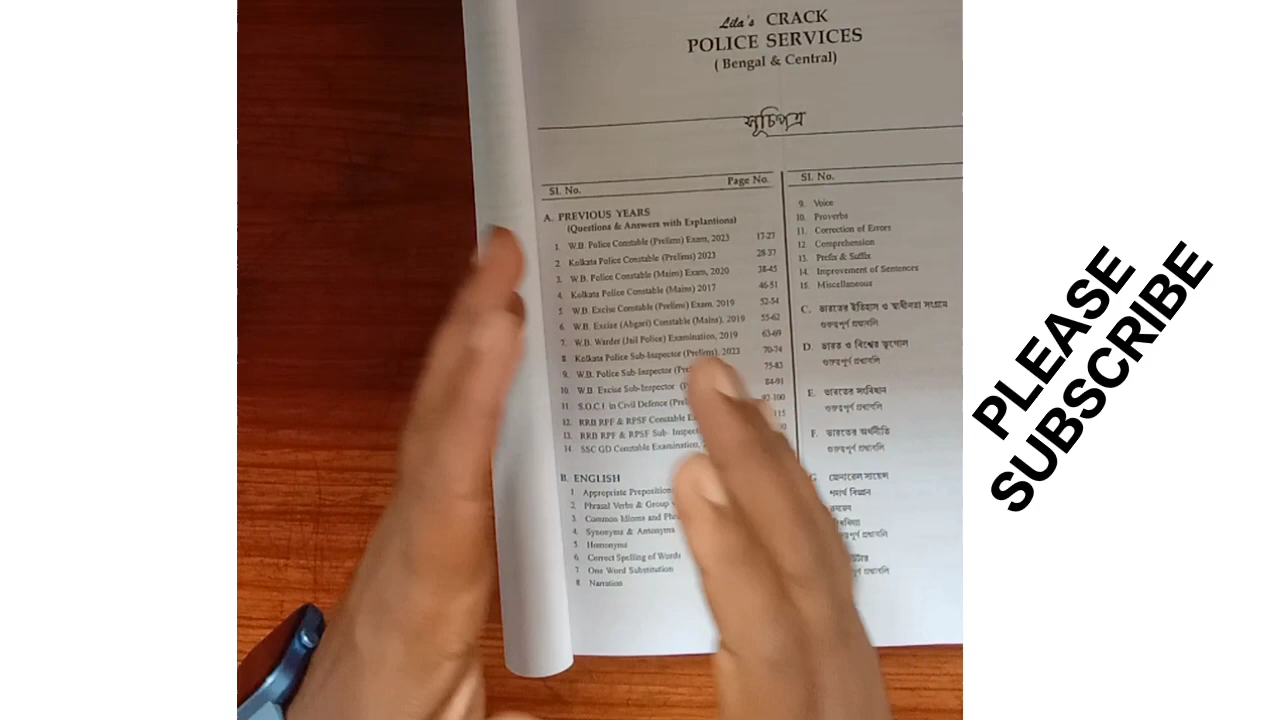 Lila's CRACK
POLICE SERVICES
( Bengal & Central)
সূচিপত্র
Sl. No. Page No.
A. PREVIOUS YEARS
(Questions & Answers with Explantions)
1. W.B. Police Constable (Prelims) Exam, 2023 17-27
2. Kolkata Police Constable (Prelims) 2023 28-37
3. W.B. Police Constable (Mains) Exam, 2020 38-45
4. Kolkata Police Constable (Mains) 2017 46-51
5. W.B. Excise Constable (Prelims) Exam. 2019 52-54
6. W.B. Excise (Abgari) Constable (Mains), 2019 55-62
7. W.B. Warder (Jail Police) Examination, 2019 63-69
8. Kolkata Police Sub-Inspector (Prelims), 2023 70-74
9. W.B. Police Sub-Inspector 75-83
10. W.B. Excise Sub-Inspector 84-91
11. S.O.C.I. in Civil Defence
12. RRB RPF & RPSF Constable
13. RRB RPF & RPSF Sub-
14. SSC GD Constable Examination,
B. ENGLISH
1. Appropriate Preposition
2. Phrasal Verbs & Group
3. Common Idioms and
4. Synonyms & Antonyms
5. Homonyms
6. Correct Spelling of Words
7. One Word Substitution
8. Narration
Sl. No.
9. Voice
10. Proverbs
11. Correction of Errors
12. Comprehension
13. Prefix & Suffix
14. Improvement of Sentences
15. Miscellaneous
C. ভারতের ইতিহাস ও স্বাধীনতা সংগ্রাম
গুরুত্বপূর্ণ প্রশ্নাবলি
D. ভারত ও বিশ্বের ভূগোল
গুরুত্বপূর্ণ প্রশ্নাবলি
E. ভারতের সংবিধান
গুরুত্বপূর্ণ প্রশ্নাবলি
F. ভারতের অর্থনীতি
গুরুত্বপূর্ণ প্রশ্নাবলি
G. জেনারেল সায়েন্স
পদার্থ বিজ্ঞান
প্রশ্নাবলি
প্রশ্নাবলি
PLEASE
SUBSCRIBE